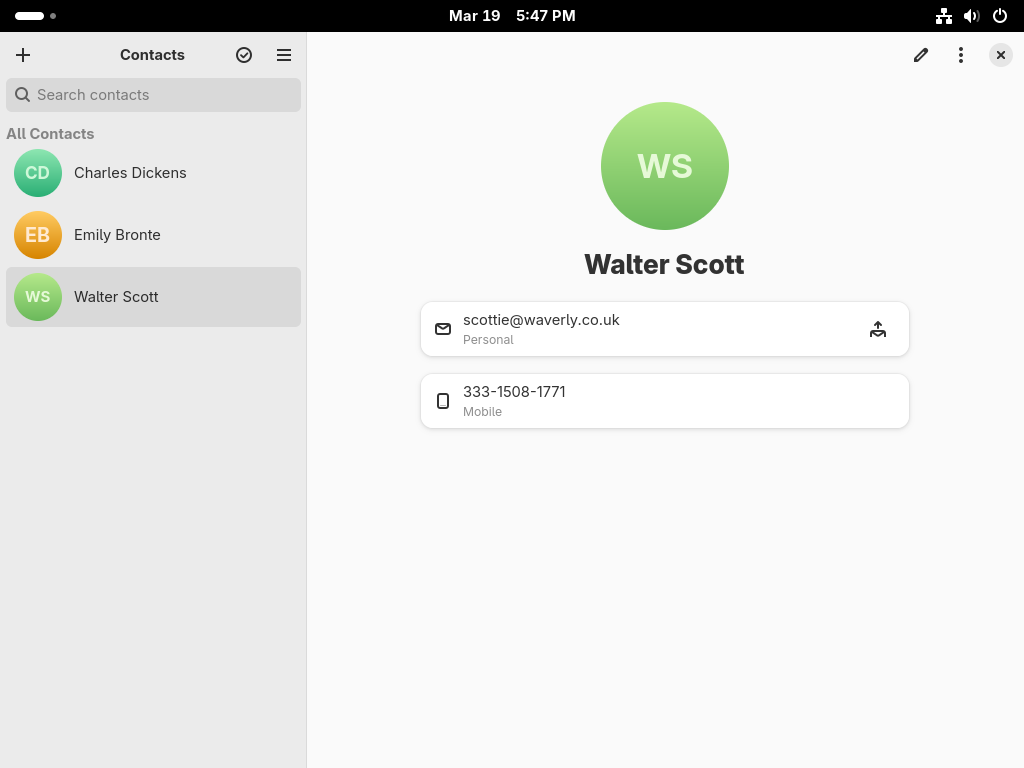 Mar 19 5:47 PM
Contacts
Search contacts
All Contacts
CD Charles Dickens
EB Emily Bronte
WS Walter Scott
WS
Walter Scott
scottie@waverly.co.uk
Personal
333-1508-1771
Mobile